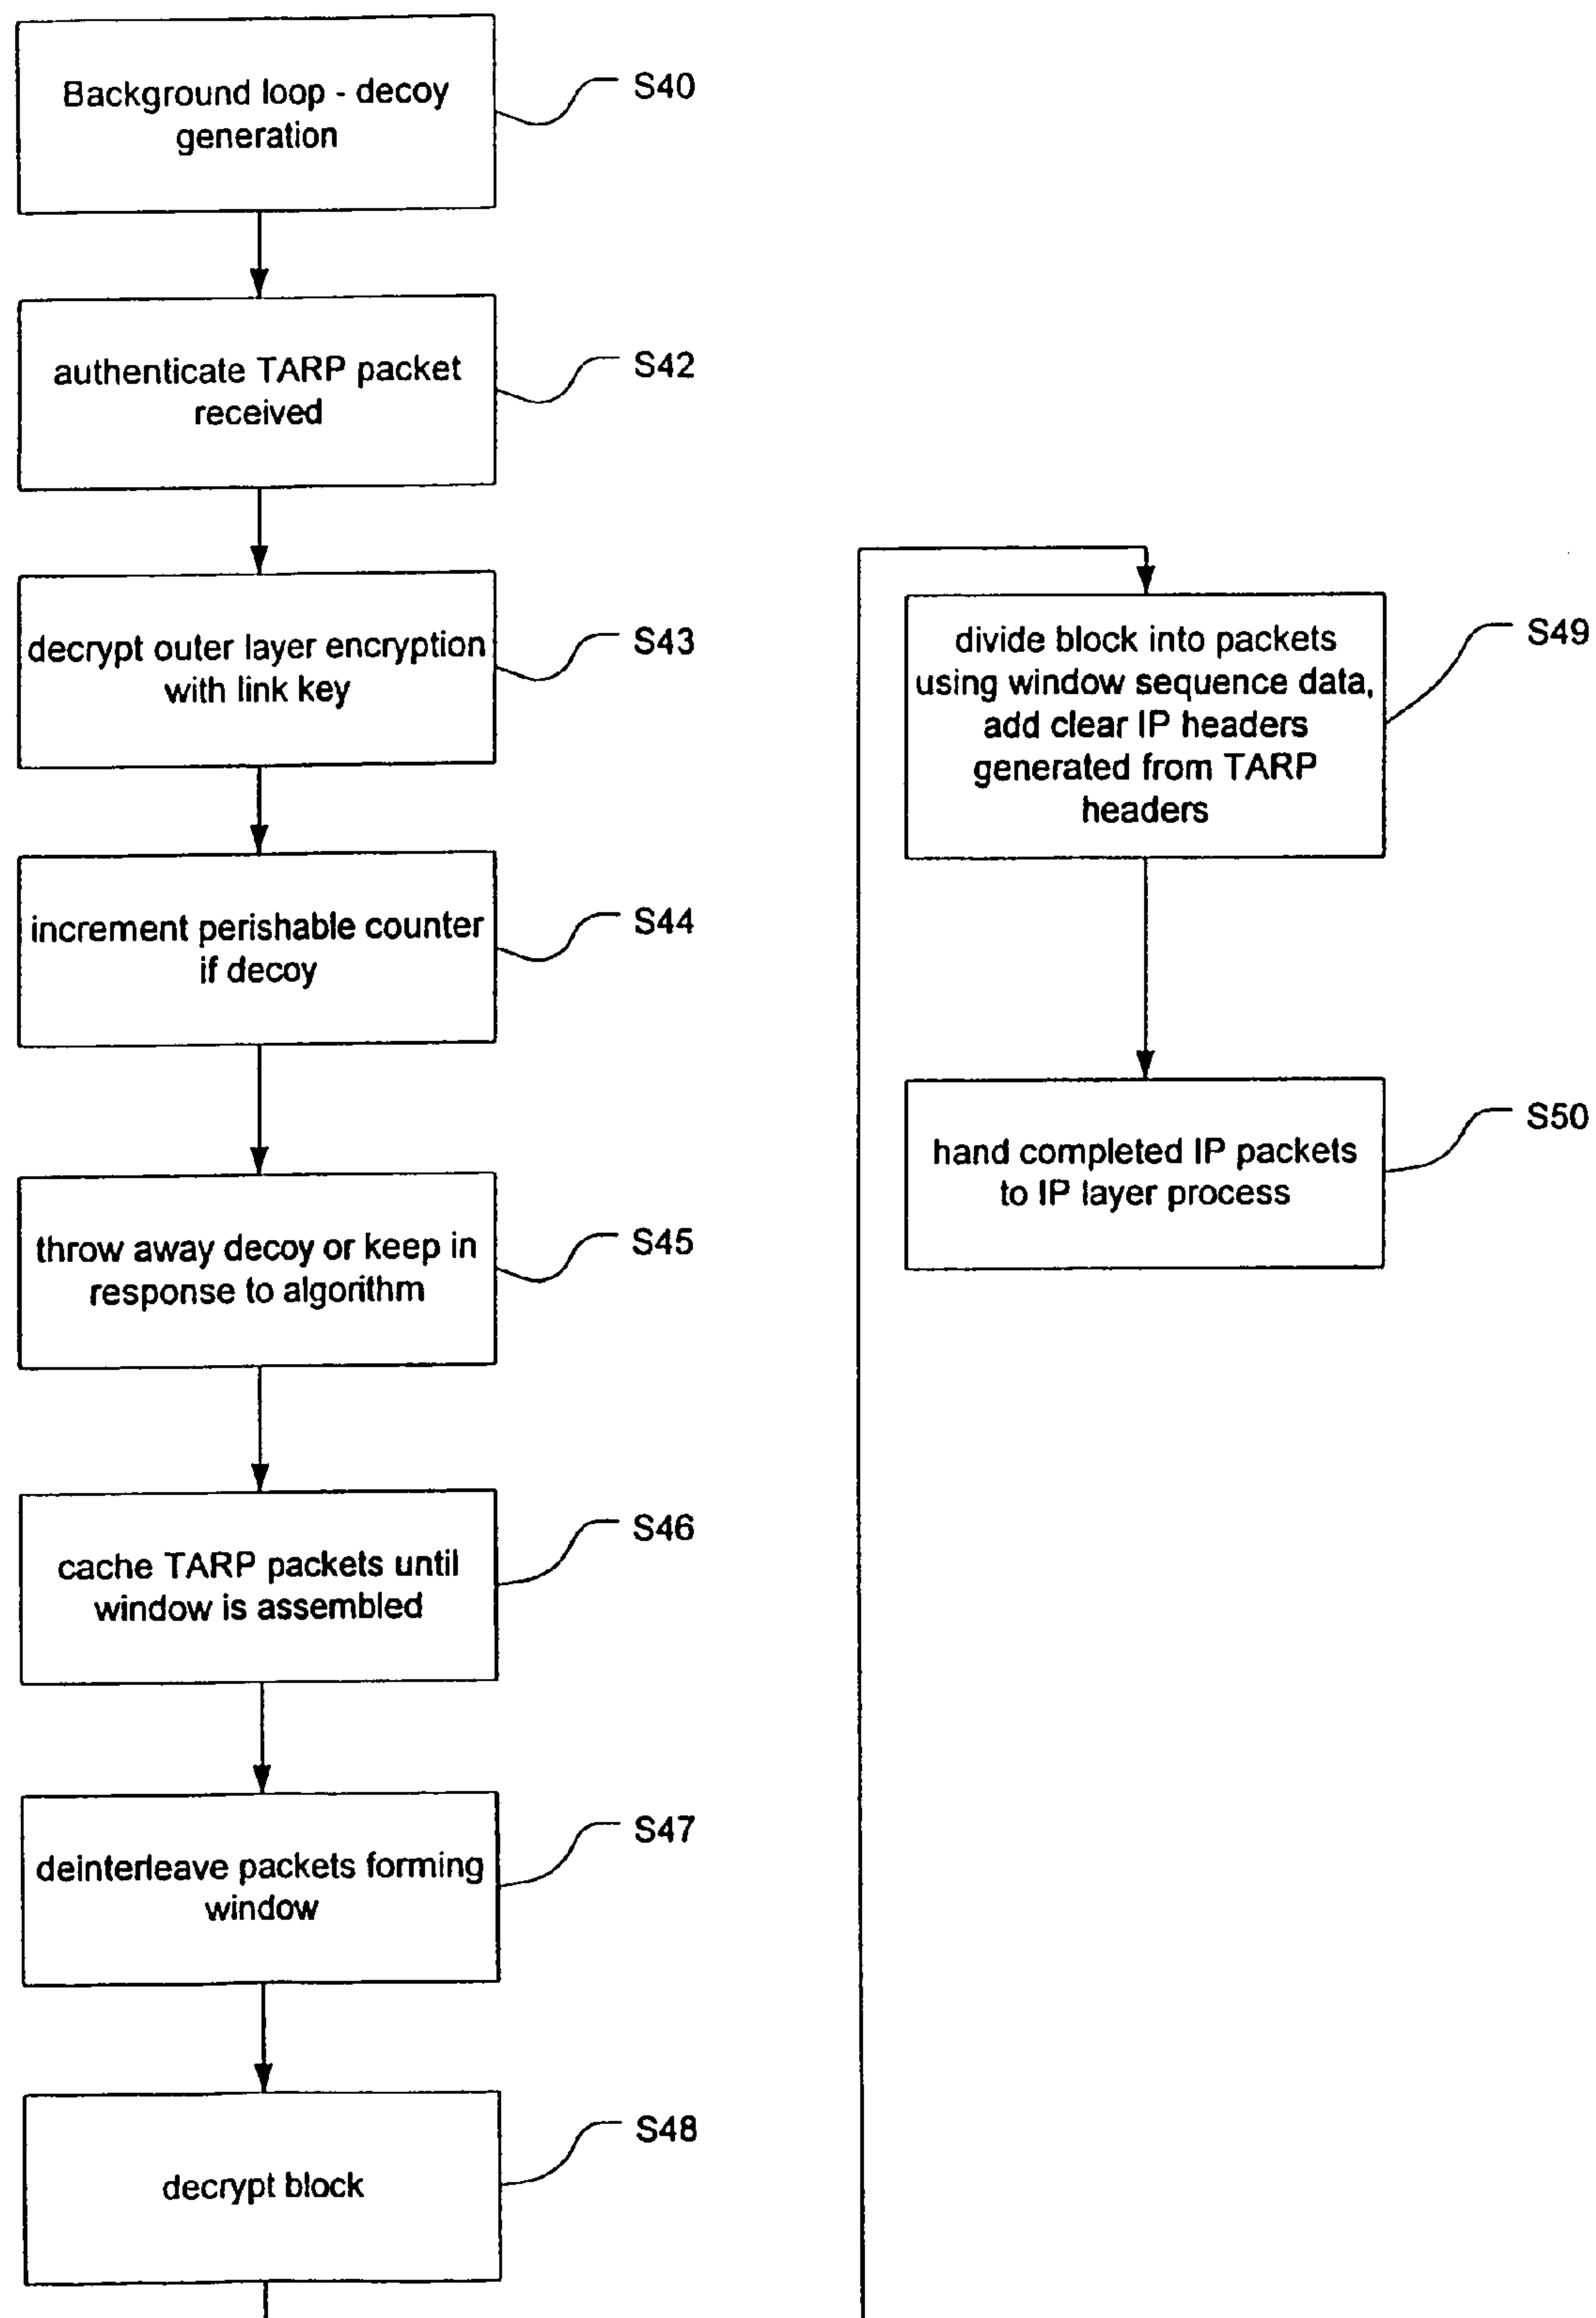 Background loop - decoy
generation
S40
authenticate TARP packet
received
S42
decrypt outer layer encryption
with link key
S43
increment perishable counter
if decoy
S44
throw away decoy or keep in
response to algorithm
S45
cache TARP packets until
window is assembled
S46
deinterleave packets forming
window
S47
decrypt block
S48
divide block into packets
using window sequence data,
add clear IP headers
generated from TARP
headers
S49
hand completed IP packets
to IP layer process
S50